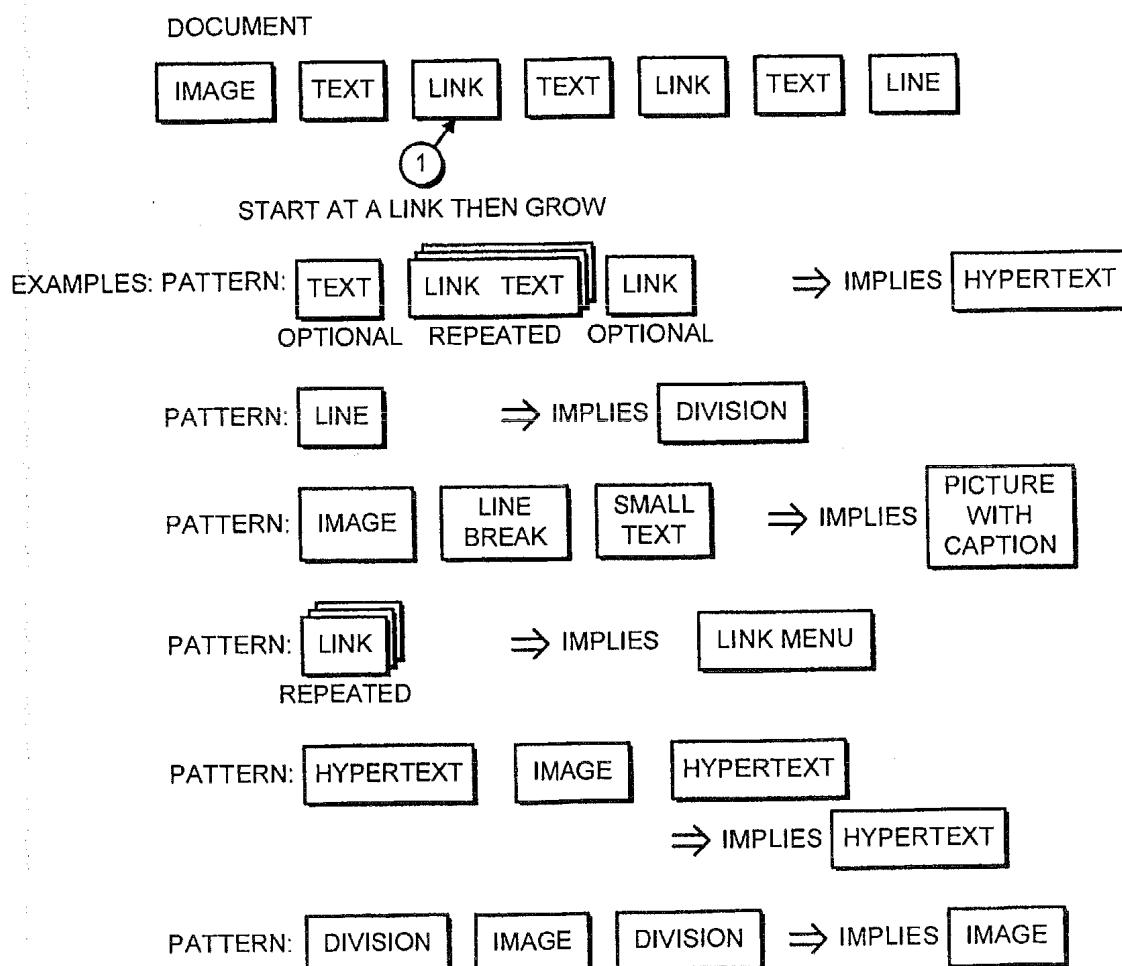 DOCUMENT
IMAGE TEXT LINK TEXT LINK TEXT LINE
1
START AT A LINK THEN GROW
EXAMPLES: PATTERN: TEXT LINK TEXT LINK ⇒ IMPLIES HYPERTEXT
OPTIONAL REPEATED OPTIONAL
PATTERN: LINE ⇒ IMPLIES DIVISION
PATTERN: IMAGE LINE BREAK SMALL TEXT ⇒ IMPLIES PICTURE WITH CAPTION
PATTERN: LINK ⇒ IMPLIES LINK MENU
REPEATED
PATTERN: HYPERTEXT IMAGE HYPERTEXT
⇒ IMPLIES HYPERTEXT
PATTERN: DIVISION IMAGE DIVISION ⇒ IMPLIES IMAGE